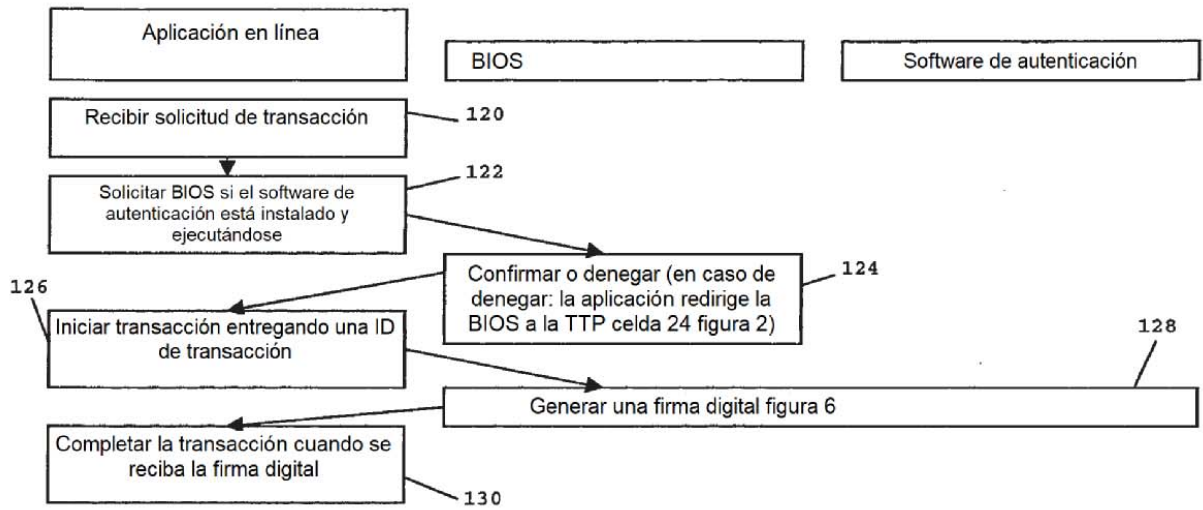 Aplicación en línea
BIOS
Software de autenticación
Recibir solicitud de transacción
120
Solicitar BIOS si el software de
autenticación está instalado y
ejecutándose
122
Confirmar o denegar (en caso de
denegar: la aplicación redirige la
BIOS a la TTP celda 24 figura 2)
124
126
Iniciar transacción entregando una ID
de transacción
128
Generar una firma digital figura 6
Completar la transacción cuando se
reciba la firma digital
130